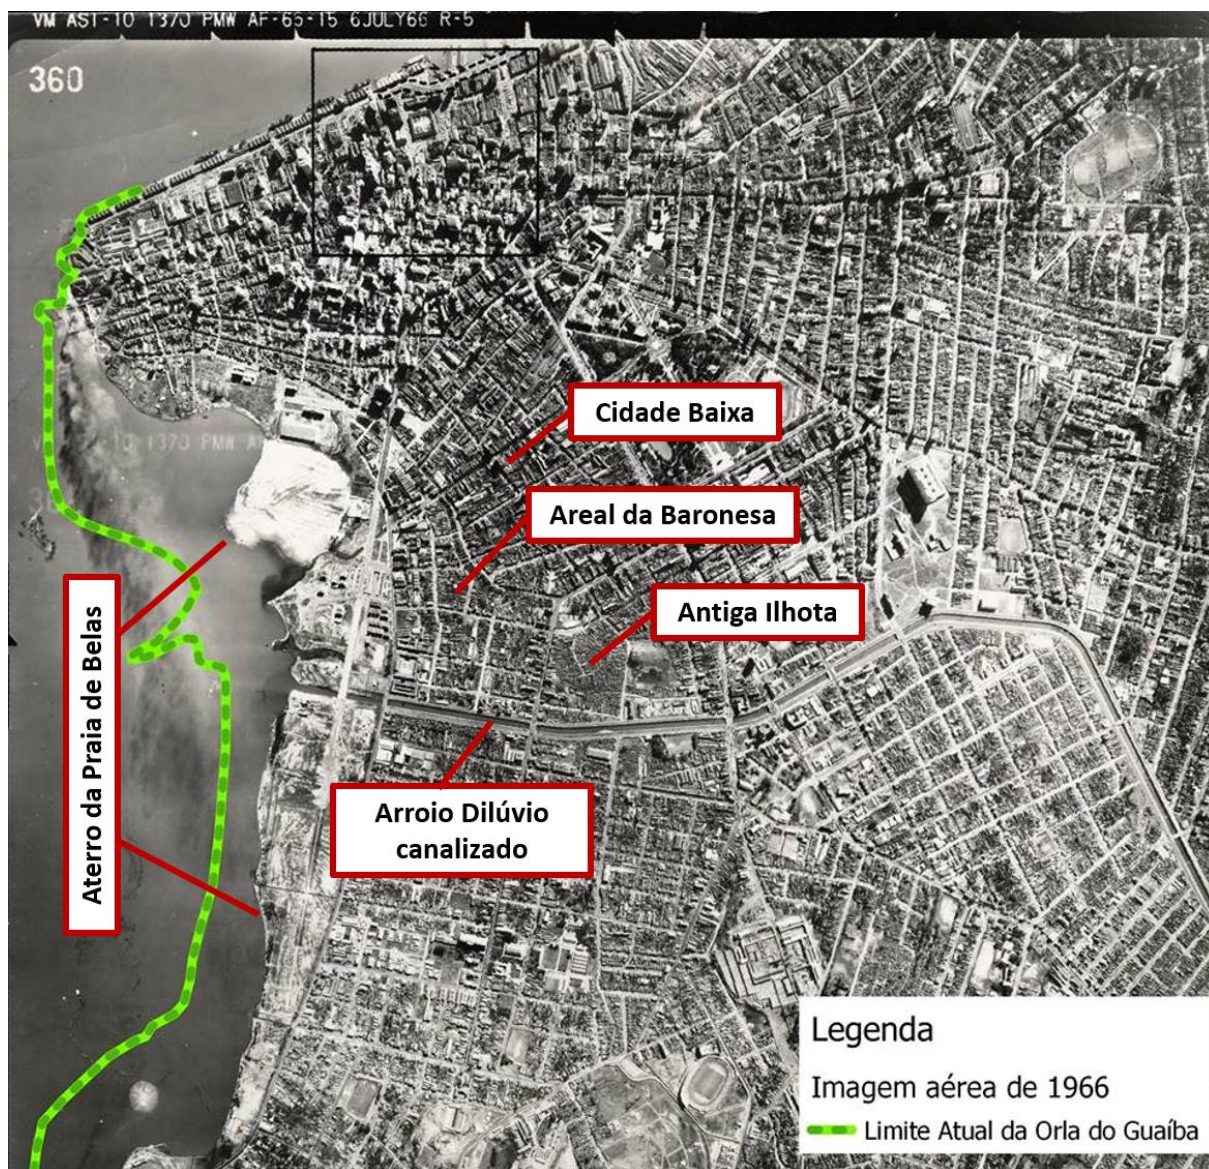 VM AST-10 1370 PMW AF-66-15 6JULY66 R-5
360
Cidade Baixa
Areal da Baronesa
Antiga Ilhota
Aterro da Praia de Belas
Arroio Dilúvio
canalizado
Legenda
Imagem aérea de 1966
Limite Atual da Orla do Guaíba